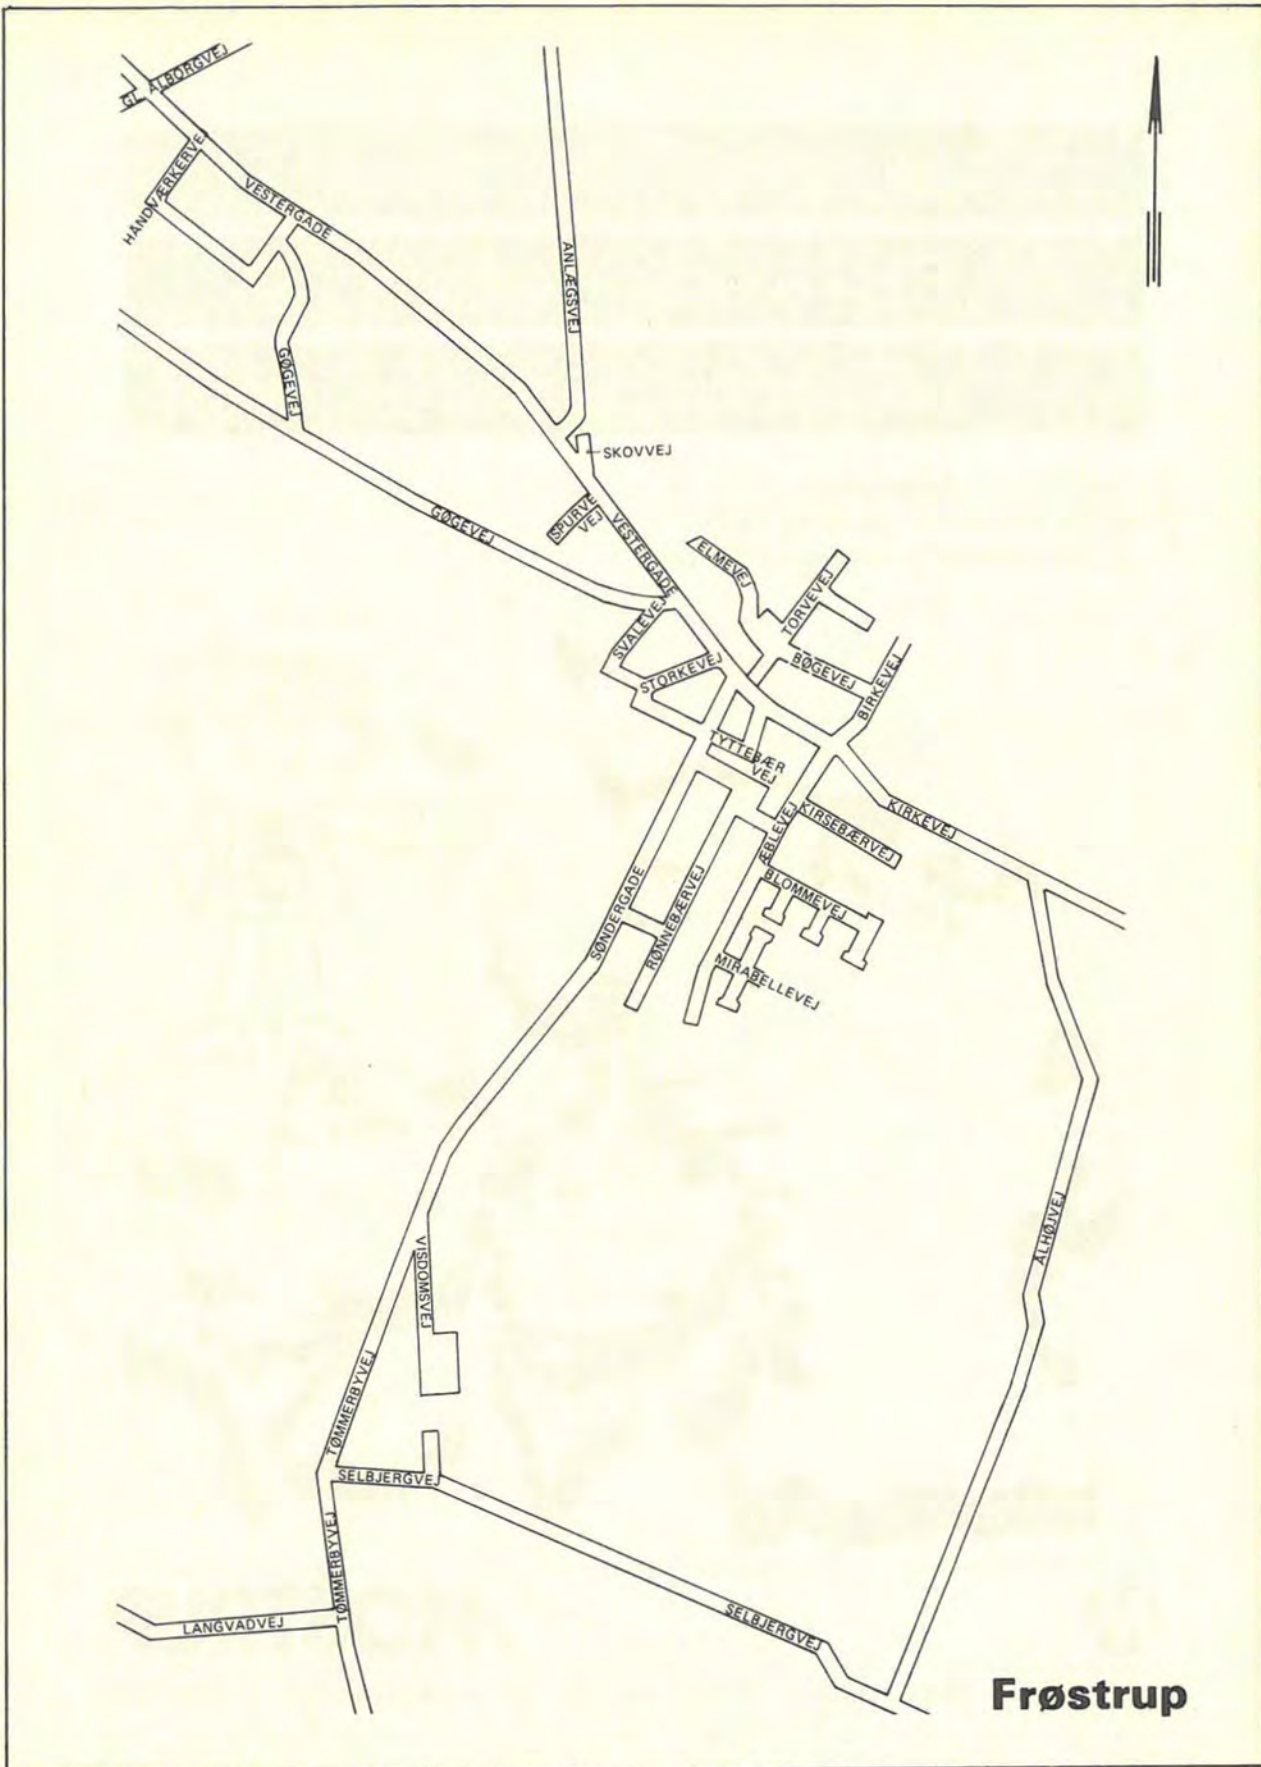 GL. ÅLBORGVEJ
HÅNDVÆRKERVEJ
VESTERGADE
ANLÆGSVEJ
GØGEVEJ
SKOVVEJ
GØGEVEJ
SPURVE
VEJ
VESTERGADE
ELMEVEJ
TORVEVEJ
SVALEVEJ
STORKEVEJ
BØGEVEJ
BIRKEVEJ
TYTTEBÆR
VEJ
ÆBLEVEJ
KIRSEBÆRVEJ
KIRKEVEJ
SØNDERGADE
RØNNEBÆRVEJ
BLOMMEVEJ
MIRABELLEVEJ
ÅLHØJVEJ
VISDOMSVEJ
TØMMERBYVEJ
SELBJERGVEJ
TØMMERBYVEJ
LANGVADVEJ
SELBJERGVEJ
Frøstrup